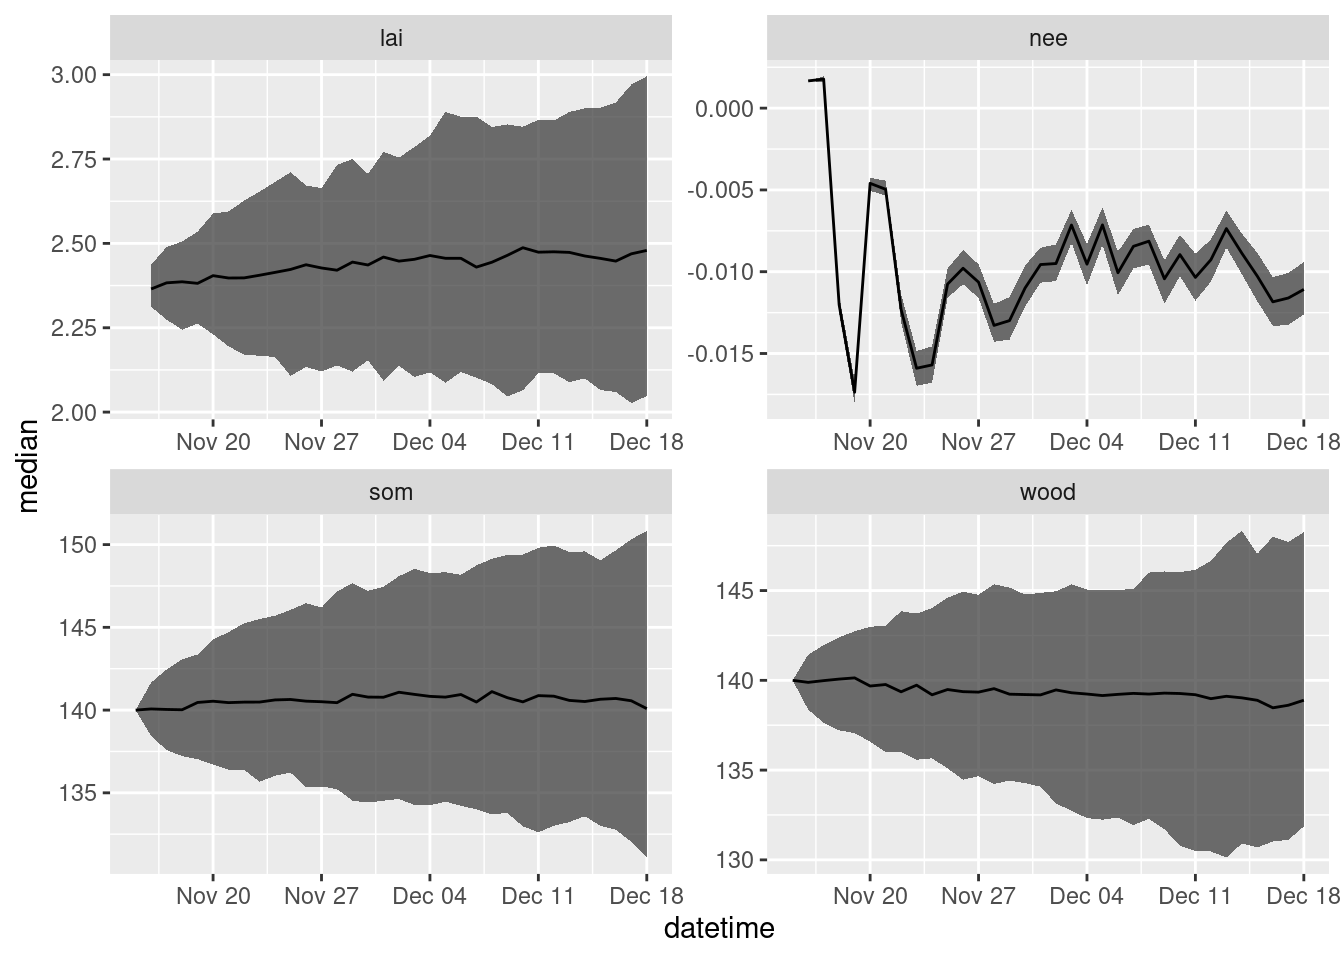 lai
nee
3.00
2.75
2.50
2.25
2.00
0.000
-0.005
-0.010
-0.015
Nov 20 Nov 27 Dec 04 Dec 11 Dec 18
Nov 20 Nov 27 Dec 04 Dec 11 Dec 18
median
som
wood
150
145
140
135
145
140
135
130
Nov 20 Nov 27 Dec 04 Dec 11 Dec 18
Nov 20 Nov 27 Dec 04 Dec 11 Dec 18
datetime